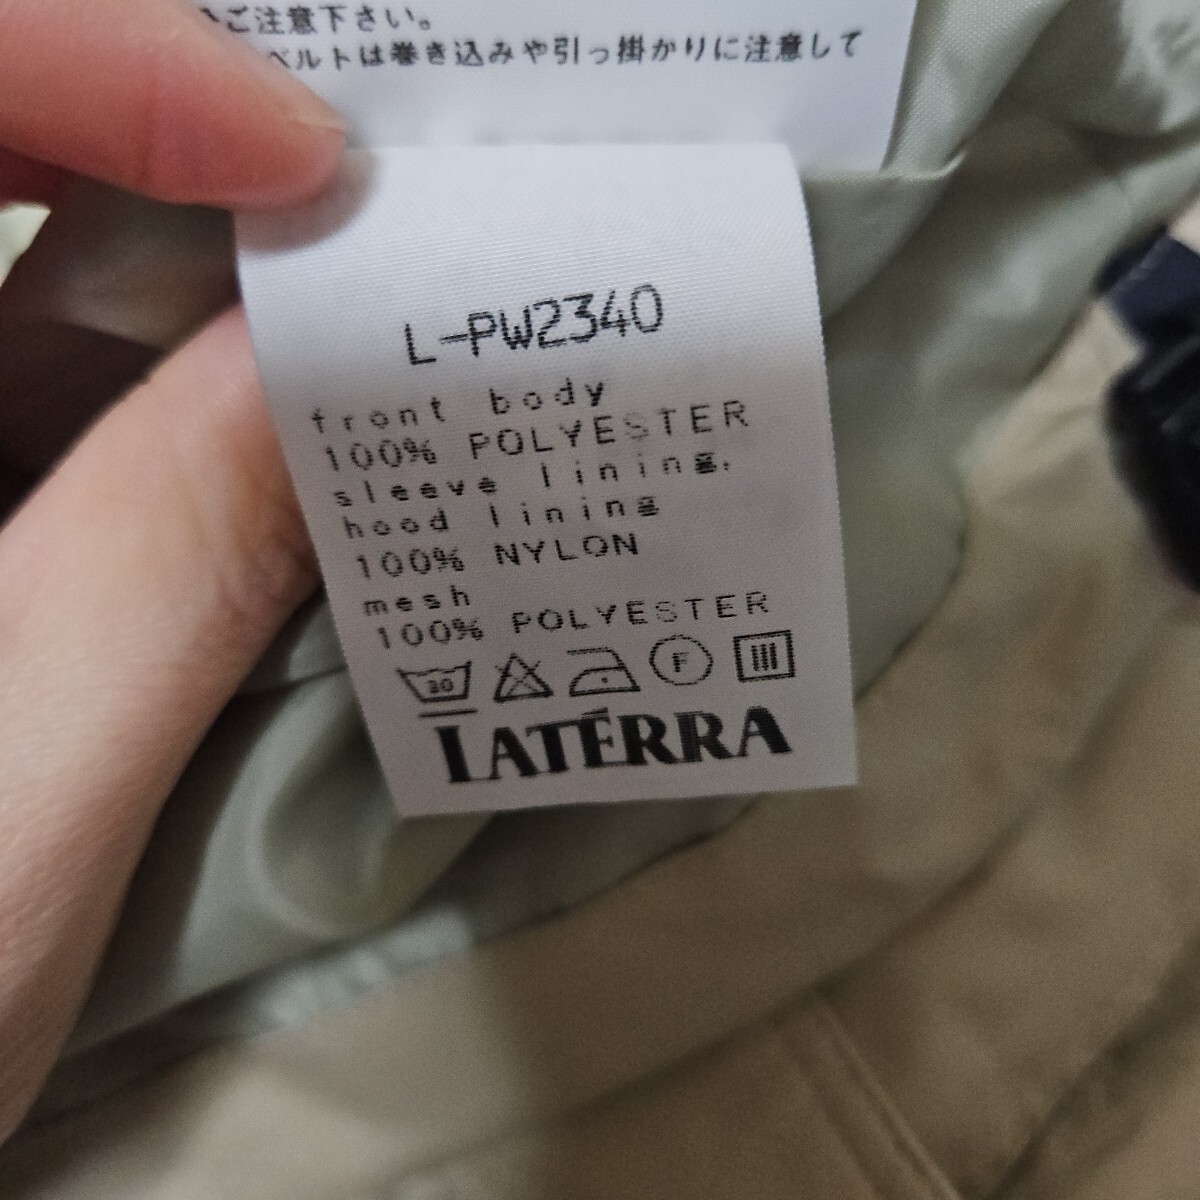 ご注意下さい。
ベルトは巻き込みや引っ掛かりに注意して
L-PW2340
front body
100% POLYESTER
sleeve lining,
hood lining
100% NYLON
mesh
100% POLYESTER
30 F
LATÉRRA